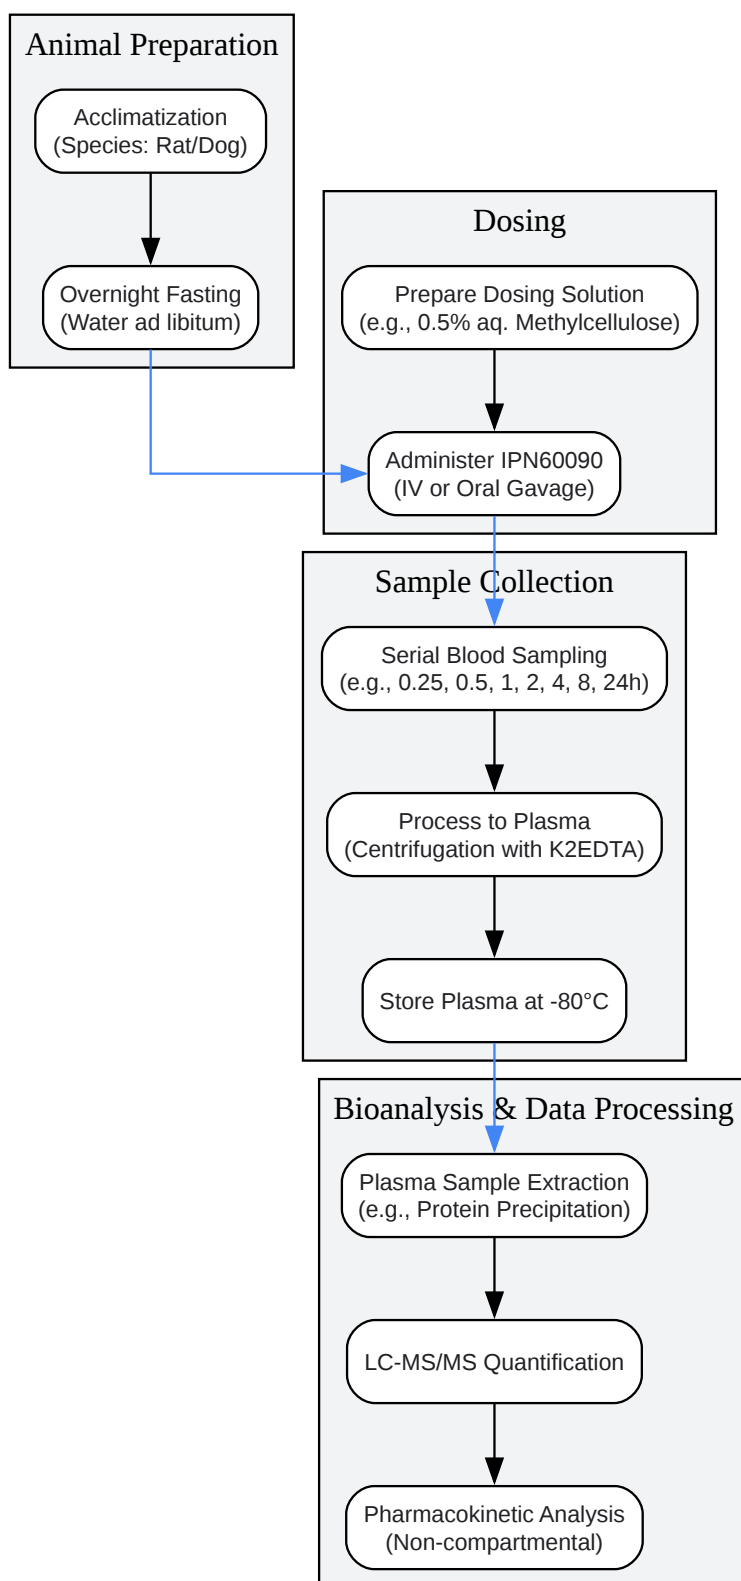 Animal Preparation
Acclimatization
(Species: Rat/Dog)
Overnight Fasting
(Water ad libitum)
Dosing
Prepare Dosing Solution
(e.g., 0.5% aq. Methylcellulose)
Administer IPN60090
(IV or Oral Gavage)
Sample Collection
Serial Blood Sampling
(e.g., 0.25, 0.5, 1, 2, 4, 8, 24h)
Process to Plasma
(Centrifugation with K2EDTA)
Store Plasma at -80°C
Bioanalysis & Data Processing
Plasma Sample Extraction
(e.g., Protein Precipitation)
LC-MS/MS Quantification
Pharmacokinetic Analysis
(Non-compartmental)